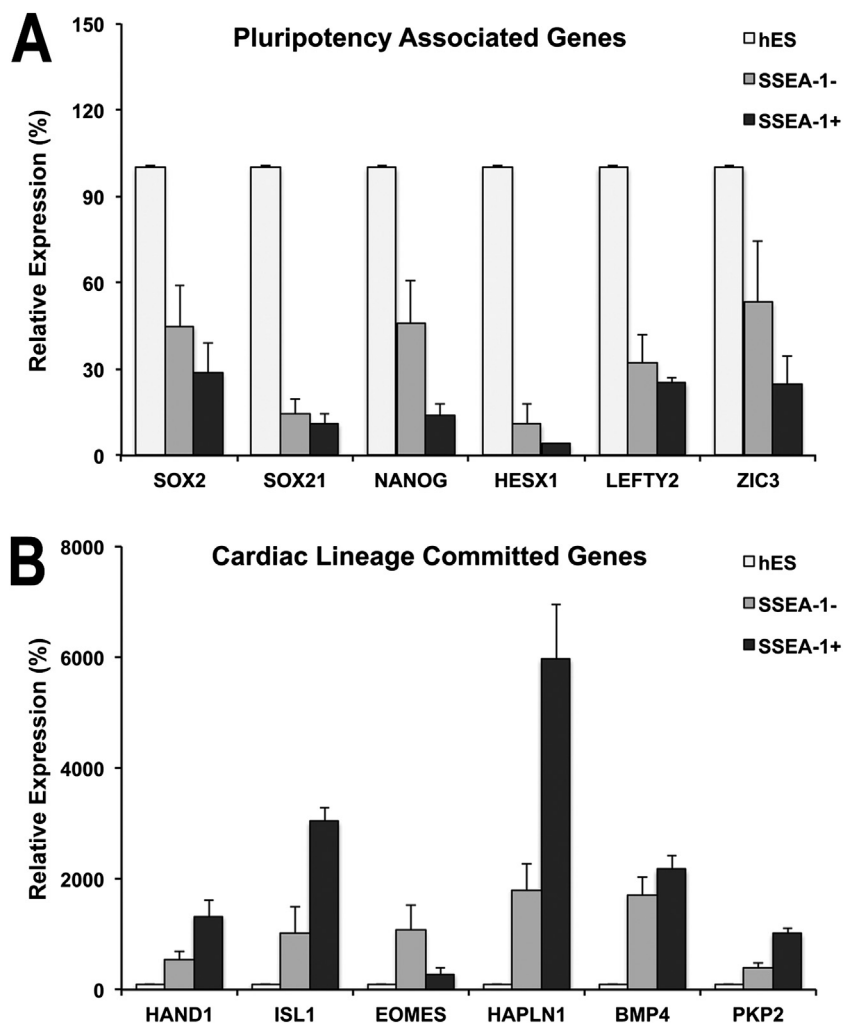 A
Pluripotency Associated Genes
hES
SSEA-1-
SSEA-1+
Relative Expression (%)
150
120
90
60
30
0
SOX2 SOX21 NANOG HESX1 LEFTY2 ZIC3
B
Cardiac Lineage Committed Genes
hES
SSEA-1-
SSEA-1+
Relative Expression (%)
8000
6000
4000
2000
0
HAND1 ISL1 EOMES HAPLN1 BMP4 PKP2